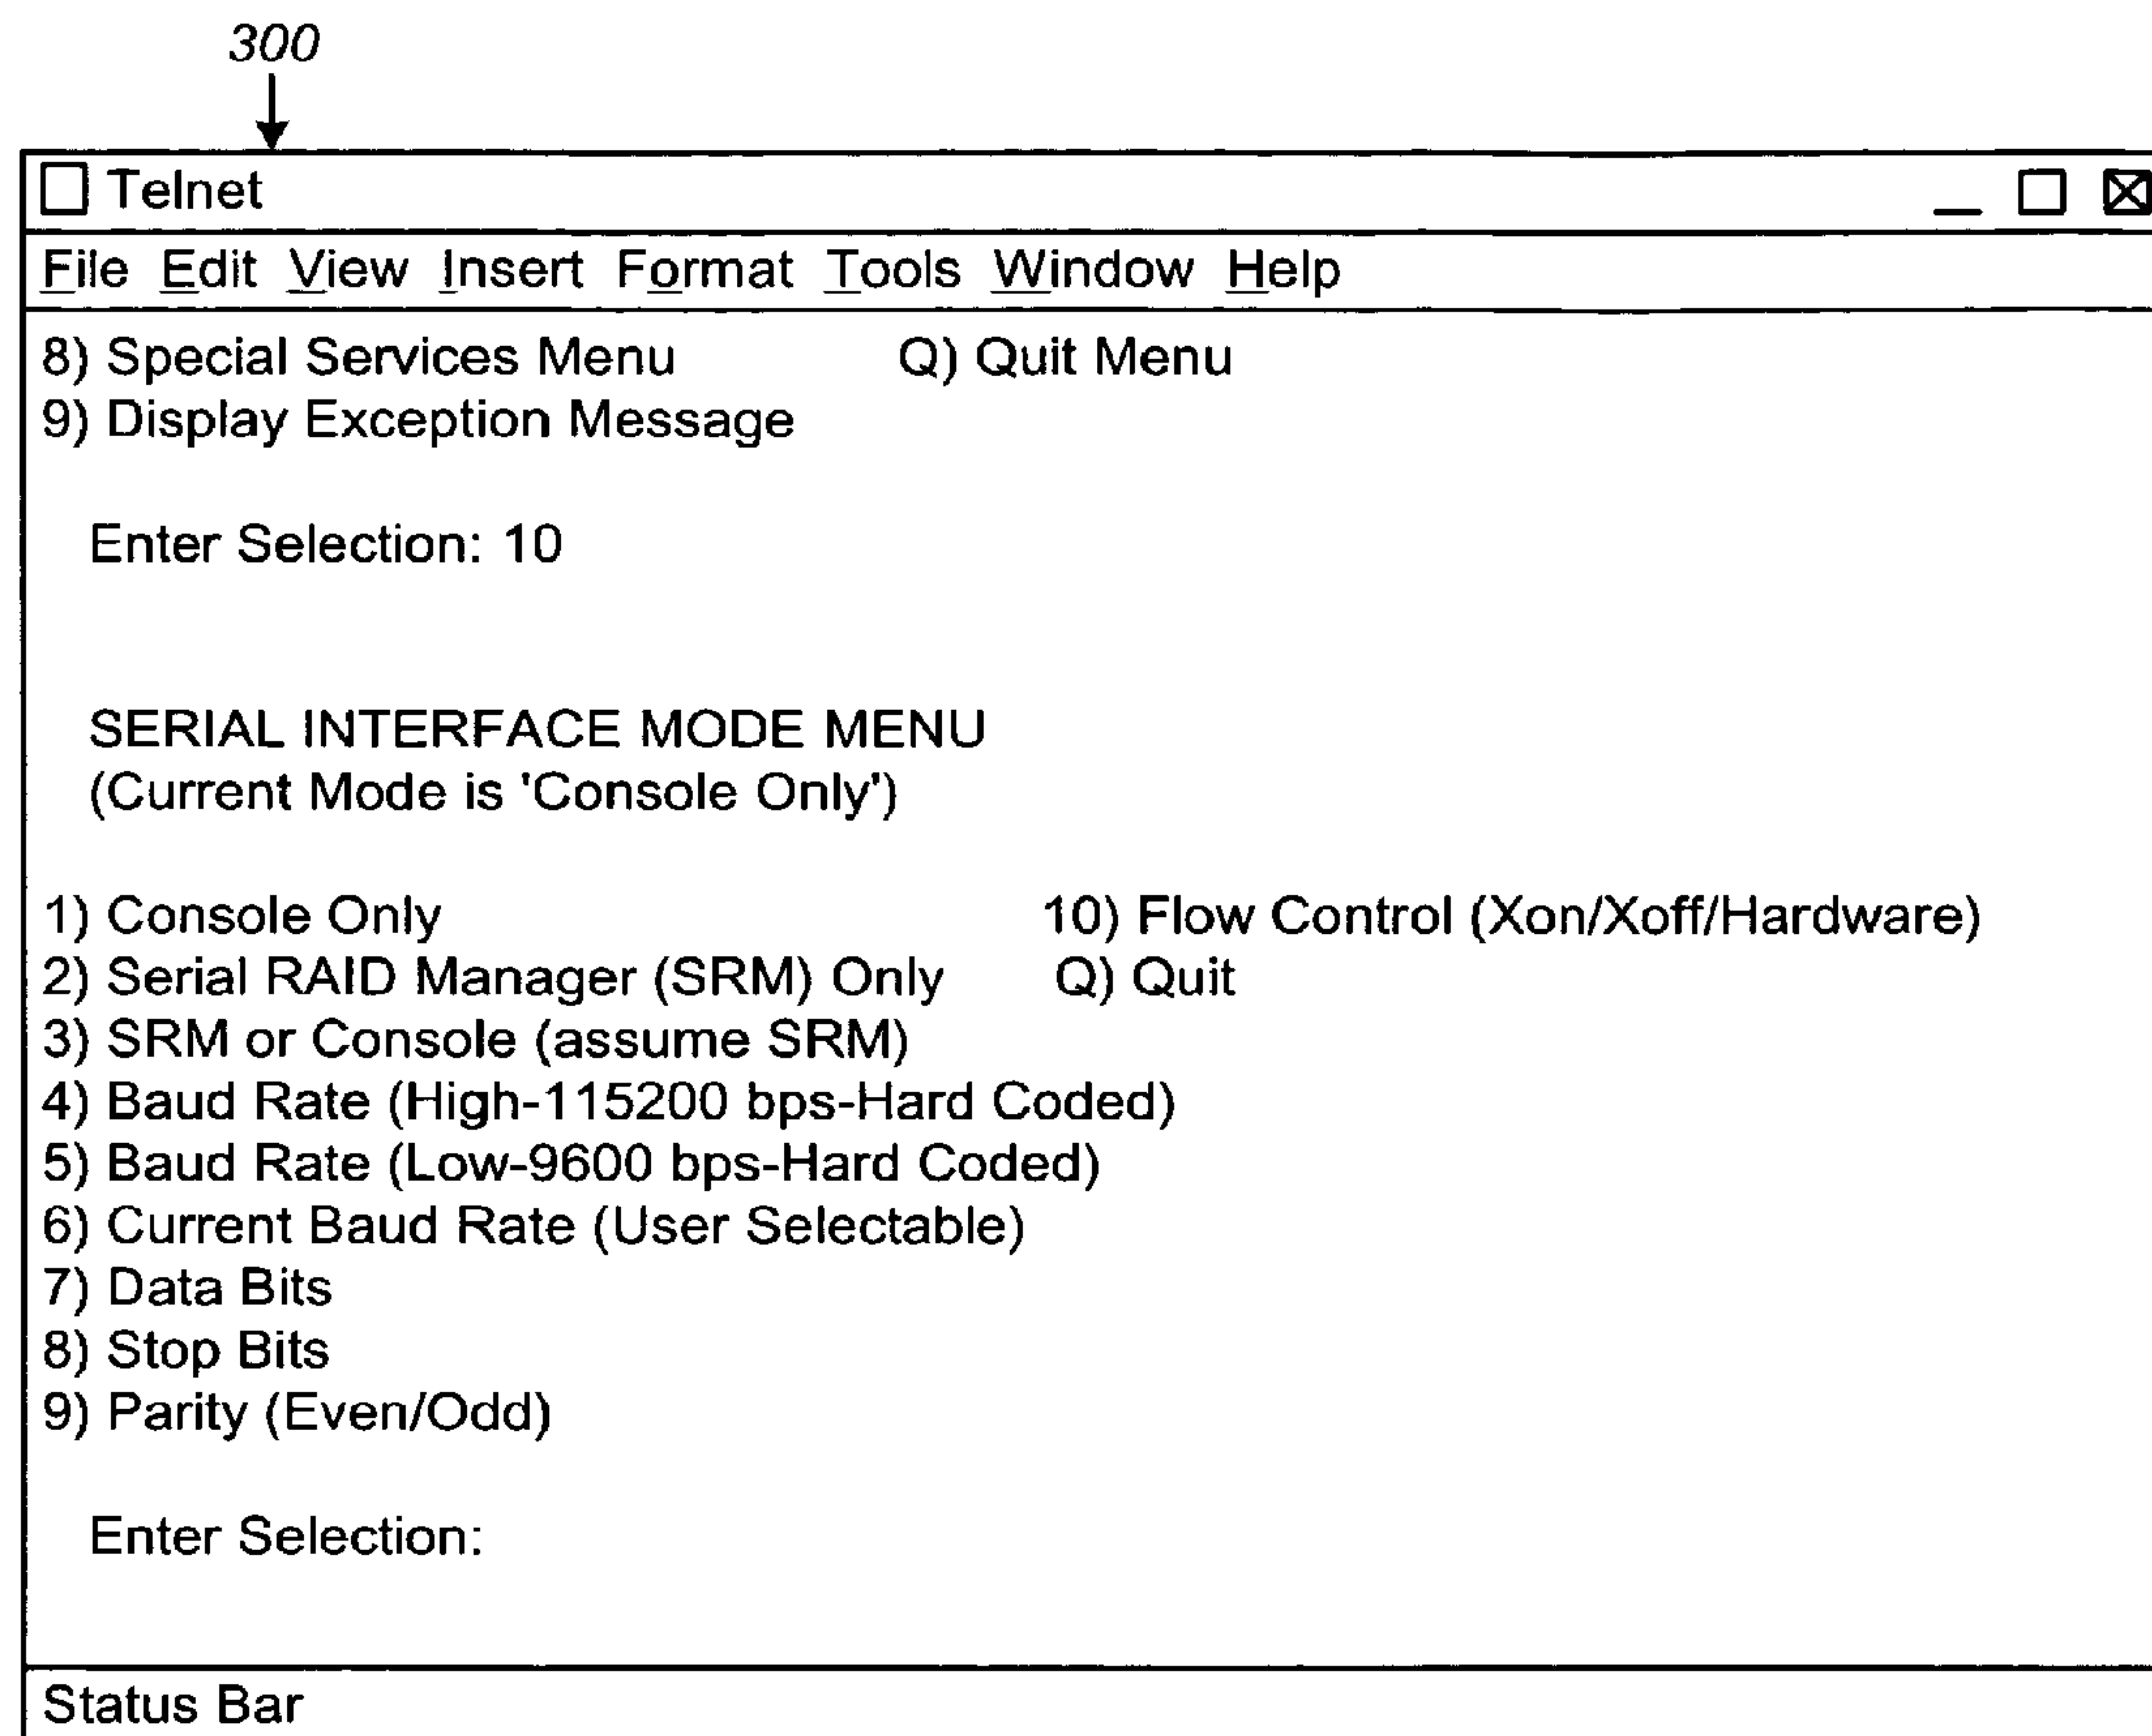 300
Telnet
File Edit View Insert Format Tools Window Help
8) Special Services Menu Q) Quit Menu
9) Display Exception Message
Enter Selection: 10
SERIAL INTERFACE MODE MENU
(Current Mode is 'Console Only')
1) Console Only 10) Flow Control (Xon/Xoff/Hardware)
2) Serial RAID Manager (SRM) Only Q) Quit
3) SRM or Console (assume SRM)
4) Baud Rate (High-115200 bps-Hard Coded)
5) Baud Rate (Low-9600 bps-Hard Coded)
6) Current Baud Rate (User Selectable)
7) Data Bits
8) Stop Bits
9) Parity (Even/Odd)
Enter Selection:
Status Bar